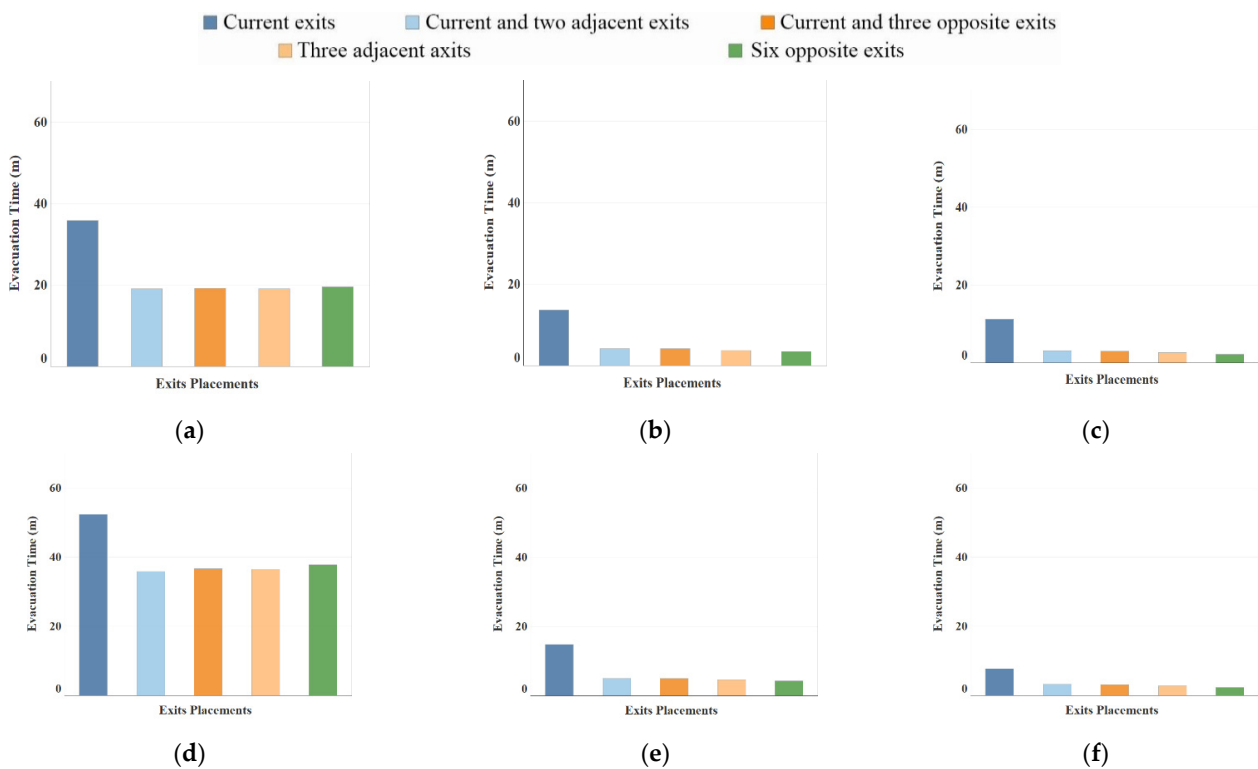 Current exits Current and two adjacent exits Current and three opposite exits
Three adjacent axits Six opposite exits
60
40
20
0
Evacuation Time (m)
Exits Placements
(a)
60
40
20
0
Evacuation Time (m)
Exits Placements
(b)
60
40
20
0
Evacuation Time (m)
Exits Placements
(c)
60
40
20
0
Evacuation Time (m)
Exits Placements
(d)
60
40
20
0
Evacuation Time (m)
Exits Placements
(e)
60
40
20
0
Evacuation Time (m)
Exits Placements
(f)